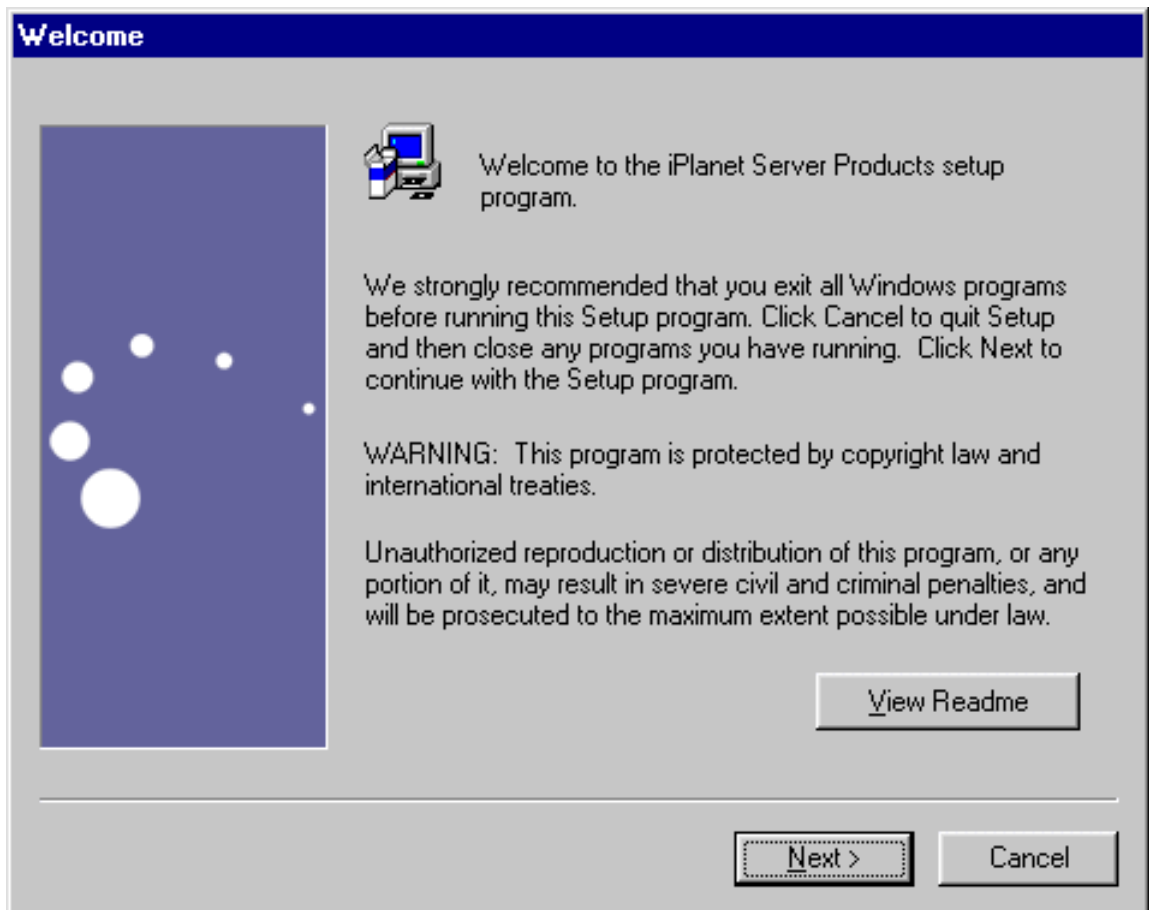 Welcome
Welcome to the iPlanet Server Products setup
program.
We strongly recommended that you exit all Windows programs
before running this Setup program. Click Cancel to quit Setup
and then close any programs you have running.  Click Next to
continue with the Setup program.
WARNING:  This program is protected by copyright law and
international treaties.
Unauthorized reproduction or distribution of this program, or any
portion of it, may result in severe civil and criminal penalties, and
will be prosecuted to the maximum extent possible under law.
View Readme
Next >
Cancel